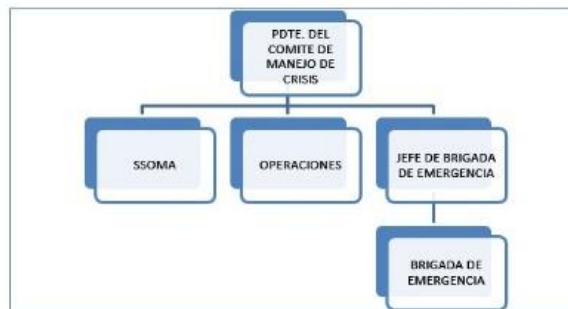 PDTE. DEL
COMITE DE
MANEJO DE
CRISIS
SSOMA
OPERACIONES
JEFE DE BRIGADA
DE EMERGENCIA
BRIGADA DE
EMERGENCIA